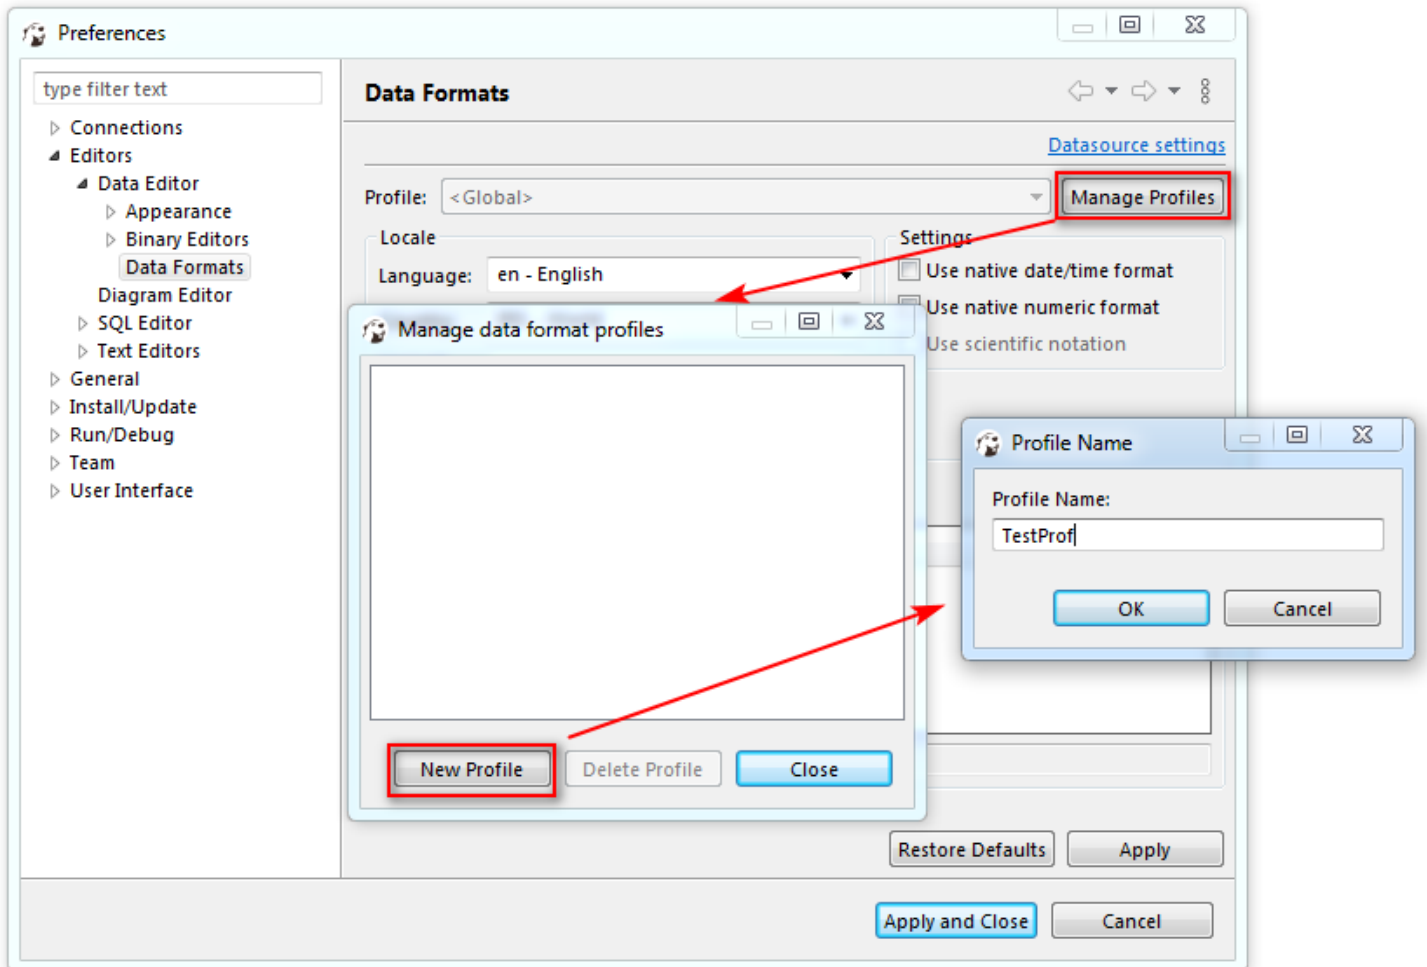 Preferences
type filter text
Connections
Editors
Data Editor
Appearance
Binary Editors
Data Formats
Diagram Editor
SQL Editor
Text Editors
General
Install/Update
Run/Debug
Team
User Interface
Data Formats
Datasource settings
Profile: <Global> Manage Profiles
Locale
Language: en - English
Settings
Use native date/time format
Use native numeric format
Use scientific notation
Manage data format profiles
New Profile Delete Profile Close
Profile Name
Profile Name:
TestProf
OK Cancel
Restore Defaults Apply
Apply and Close Cancel